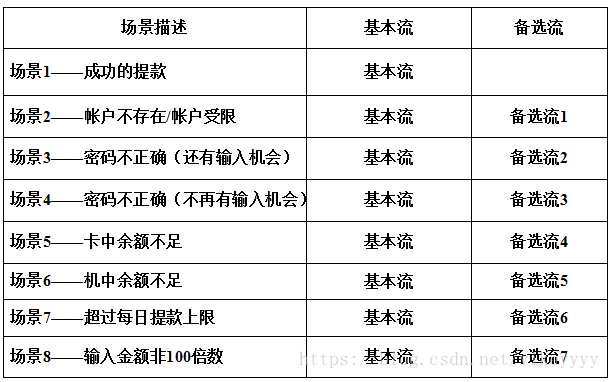 场景描述 基本流 备选流
场景1——成功的提款 基本流
场景2——帐户不存在/帐户受限 基本流 备选流1
场景3——密码不正确（还有输入机会） 基本流 备选流2
场景4——密码不正确（不再有输入机会） 基本流 备选流3
场景5——卡中余额不足 基本流 备选流4
场景6——机中余额不足 基本流 备选流5
场景7——超过每日提款上限 基本流 备选流6
场景8——输入金额非100倍数 基本流 备选流7